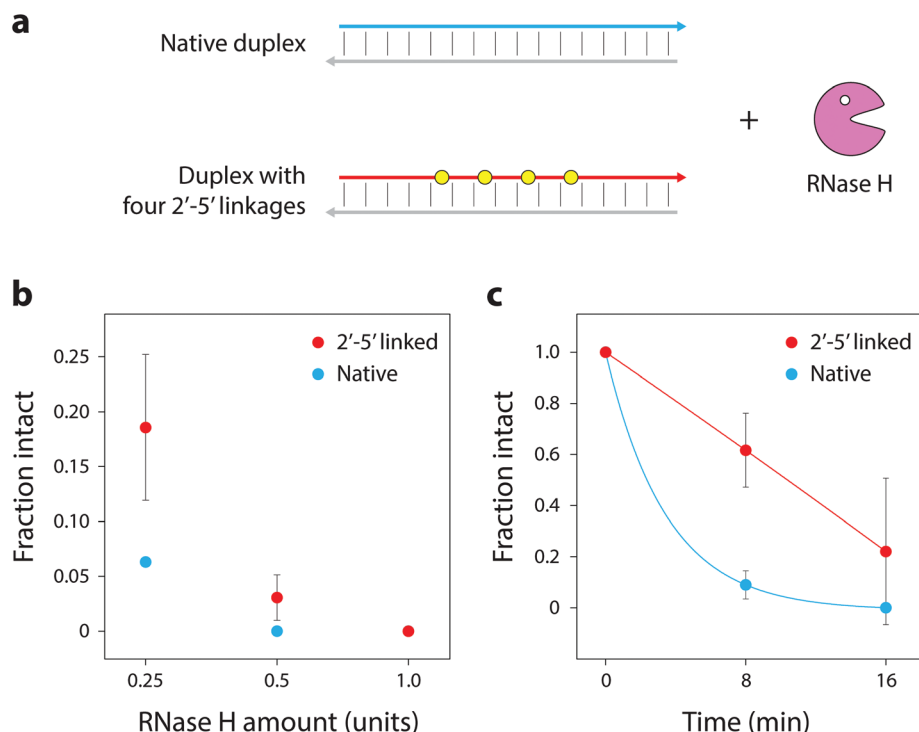 a
Native duplex
Duplex with
four 2’-5’ linkages
+
RNase H
b
2’-5’ linked
Native
0.25
0.20
0.15
0.10
0.05
0
Fraction intact
0.25
0.5
1.0
RNase H amount (units)
c
2’-5’ linked
Native
1.0
0.8
0.6
0.4
0.2
0
Fraction intact
0
8
16
Time (min)